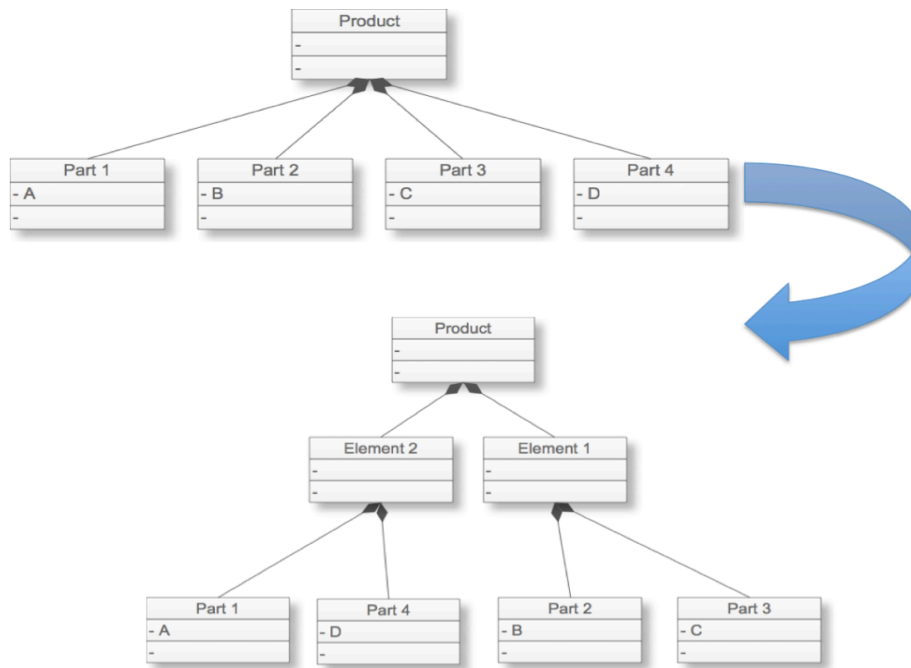 Product
-
-
Part 1
Part 2
Part 3
Part 4
- A
- B
- C
- D
-
-
-
-
Product
-
-
Element 2
Element 1
-
-
-
-
Part 1
Part 4
Part 2
Part 3
- A
- D
- B
- C
-
-
-
-